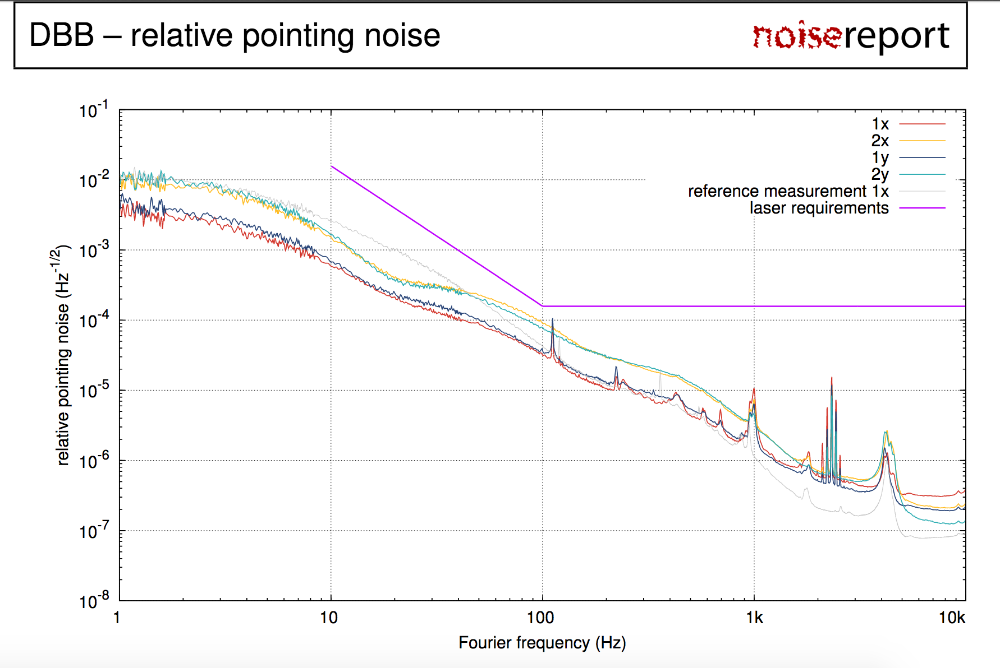 DBB – relative pointing noise
noisereport
relative pointing noise (Hz^-1/2)
10^-1
10^-2
10^-3
10^-4
10^-5
10^-6
10^-7
10^-8
1x
2x
1y
2y
reference measurement 1x
laser requirements
1 10 100 1k 10k
Fourier frequency (Hz)